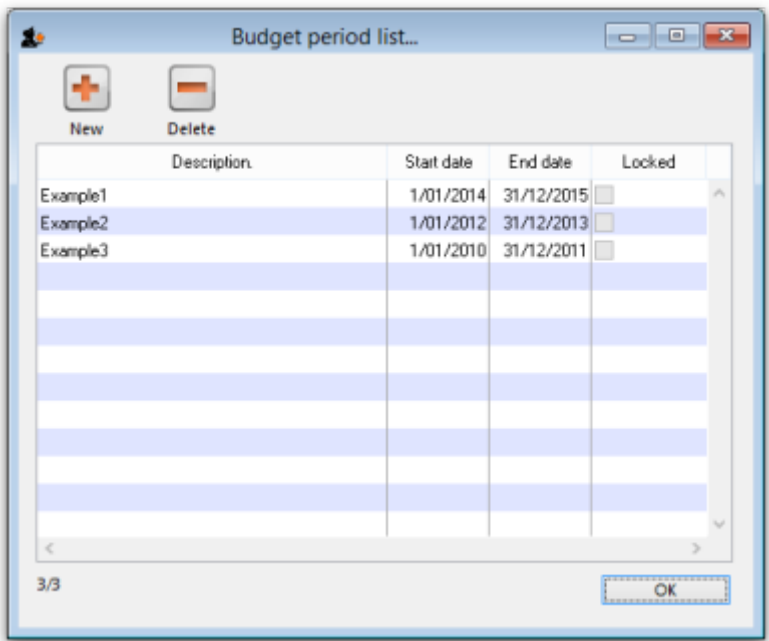 Budget period list...
New Delete
Description. Start date End date Locked
Example1 1/01/2014 31/12/2015
Example2 1/01/2012 31/12/2013
Example3 1/01/2010 31/12/2011
3/3 OK